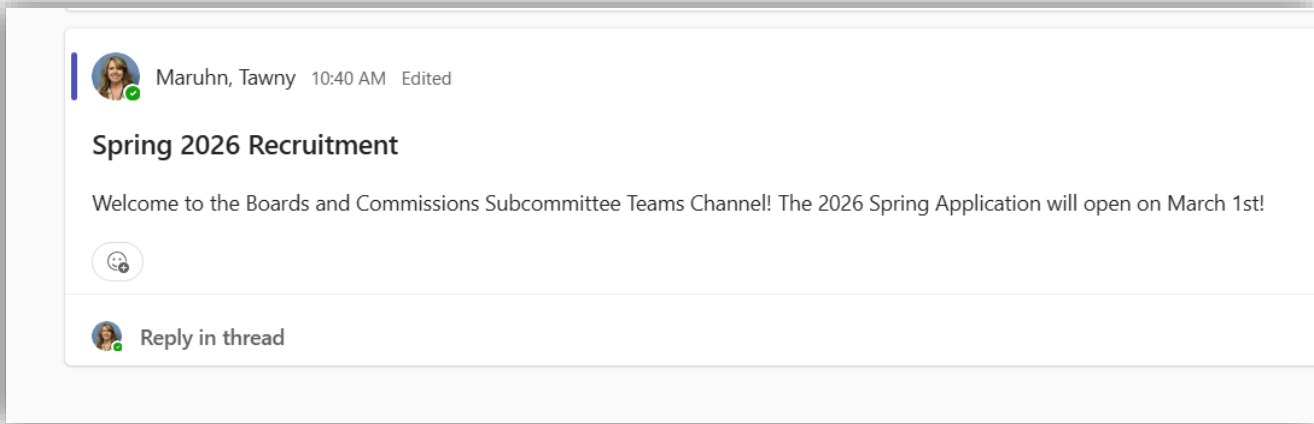 Maruhn, Tawny 10:40 AM Edited
Spring 2026 Recruitment
Welcome to the Boards and Commissions Subcommittee Teams Channel! The 2026 Spring Application will open on March 1st!
Reply in thread